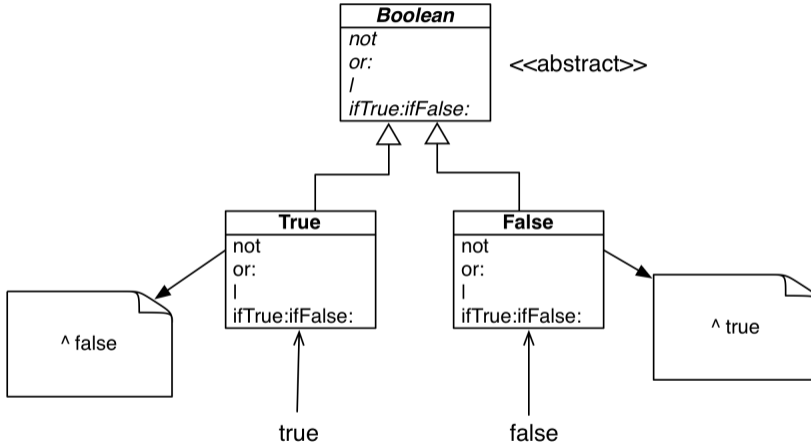 Boolean
not
or:
|
ifTrue:ifFalse:
<<abstract>>
True
not
or:
|
ifTrue:ifFalse:
False
not
or:
|
ifTrue:ifFalse:
^ false
^ true
true
false